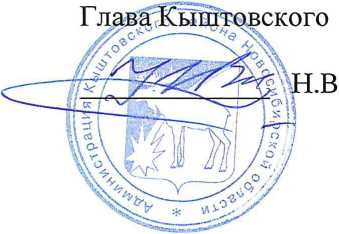 Глава Кыштовского
Н.В
Администрация Кыштовского района Новосибирской области